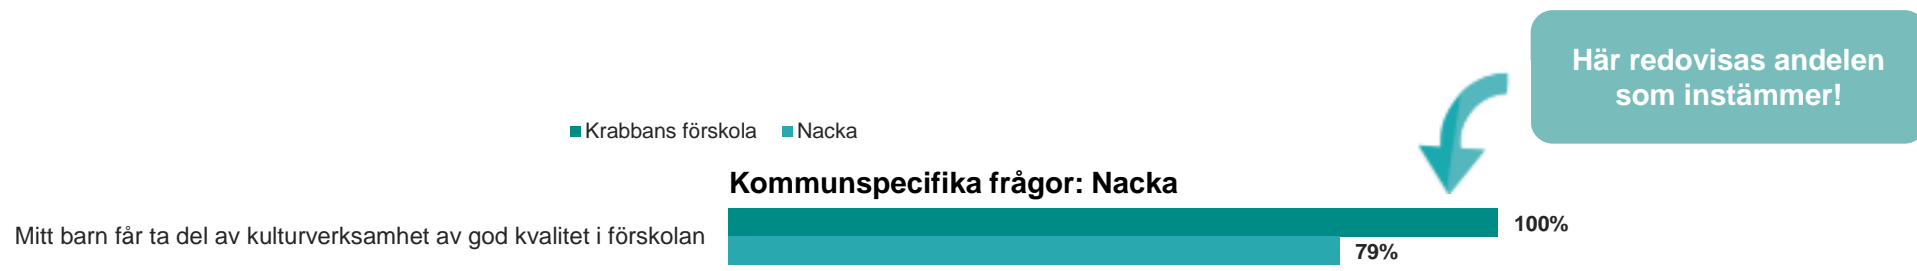 Här redovisas andelen
som instämmer!
Krabbans förskola Nacka
Kommunspecifika frågor: Nacka
Mitt barn får ta del av kulturverksamhet av god kvalitet i förskolan
100%
79%